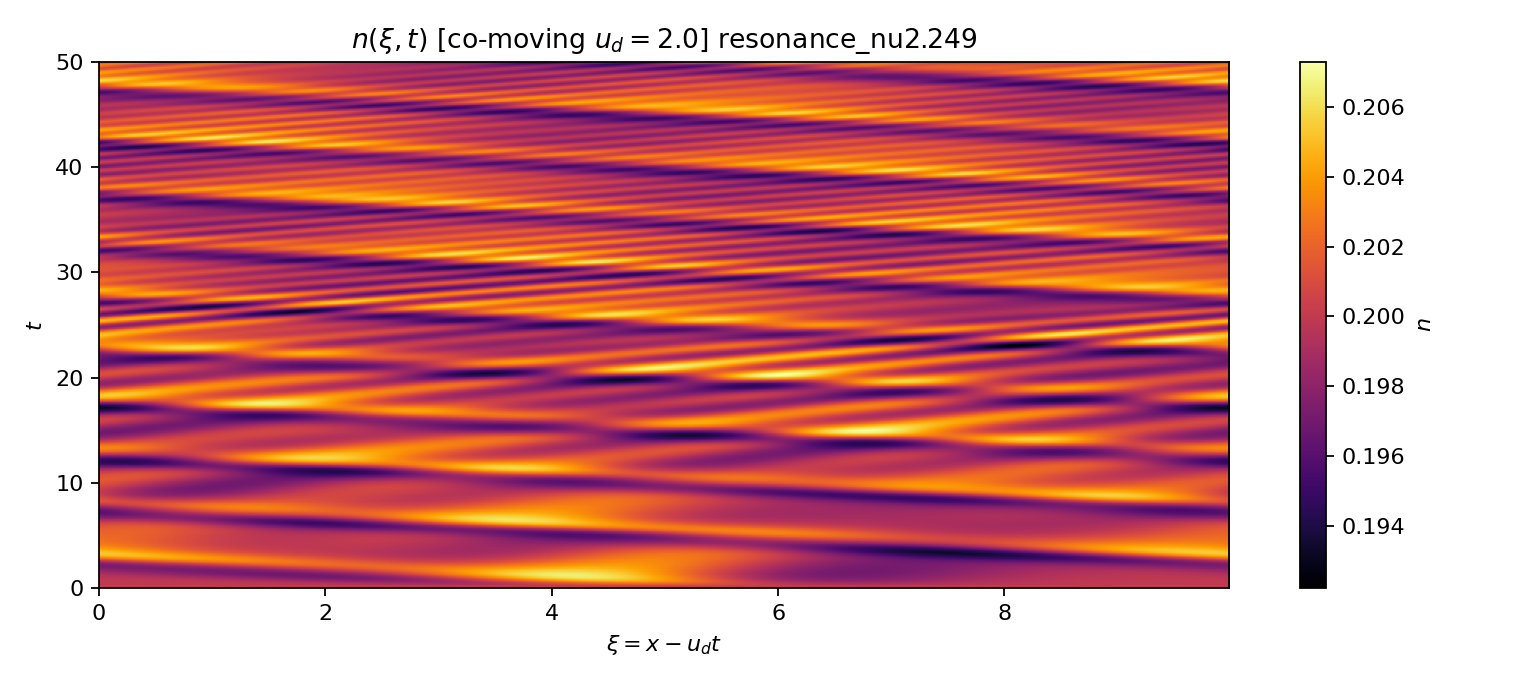 n(ξ, t) [co-moving u_d = 2.0] resonance_nu2.249
50
40
30
20
10
0
t
0 2 4 6 8
ξ = x − u_d t
0.206
0.204
0.202
0.200
0.198
0.196
0.194
n